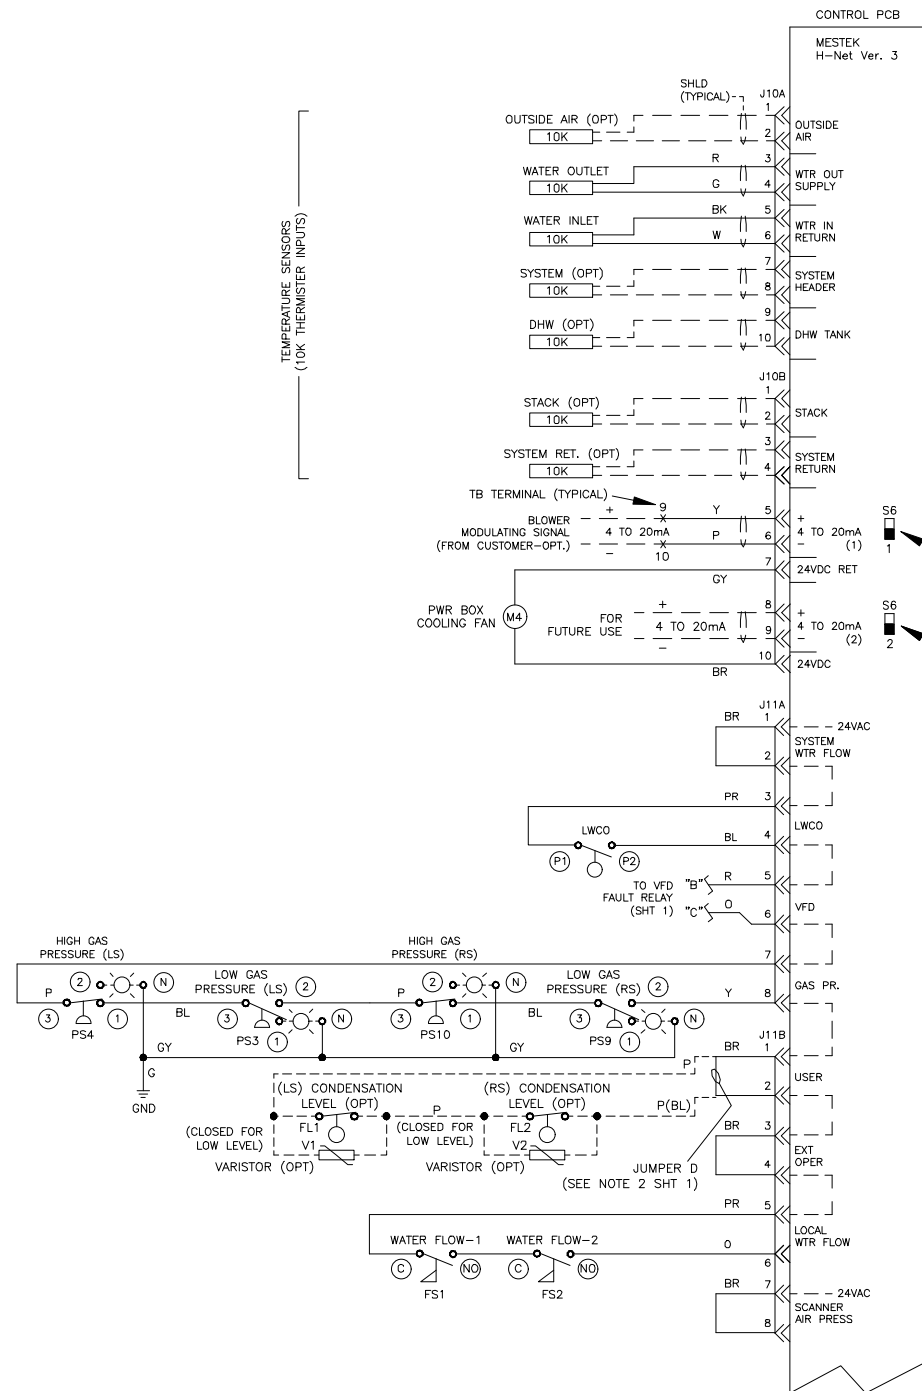 CONTROL PCB
MESTEK
H-Net Ver. 3
SHLD
(TYPICAL)
J10A
1
OUTSIDE AIR (OPT)
10K
2
OUTSIDE
AIR
3
R
WATER OUTLET
10K
G
4
WTR OUT
SUPPLY
BK
5
WATER INLET
10K
W
6
WTR IN
RETURN
7
SYSTEM (OPT)
10K
8
SYSTEM
HEADER
9
DHW (OPT)
10K
10
DHW TANK
TEMPERATURE SENSORS
(10K THERMISTER INPUTS)
J10B
1
STACK (OPT)
10K
2
STACK
3
SYSTEM RET. (OPT)
10K
4
SYSTEM
RETURN
TB TERMINAL (TYPICAL)
9
Y
5
+
X
BLOWER
MODULATING SIGNAL
(FROM CUSTOMER-OPT.)
4 TO 20mA
P
6
-
X
10
+
4 TO 20mA
-
(1)
S6
1
7
24VDC RET
GY
PWR BOX
COOLING FAN
M4
FOR
FUTURE USE
+
4 TO 20mA
-
8
9
+
4 TO 20mA
-
(2)
S6
2
10
24VDC
BR
J11A
BR
1
24VAC
2
SYSTEM
WTR FLOW
PR
3
LWCO
BL
4
LWCO
P1
P2
TO VFD
FAULT RELAY
(SHT 1)
"B"
R
5
"C"
O
6
VFD
7
HIGH GAS
PRESSURE (LS)
HIGH GAS
PRESSURE (RS)
2
N
LOW GAS
PRESSURE (LS)
2
2
N
LOW GAS
PRESSURE (RS)
2
P
P
Y
8
GAS PR.
3
PS4
1
BL
3
PS3
1
N
3
PS10
1
BL
3
PS9
1
N
GY
GY
G
GND
J11B
BR
1
P
USER
2
(LS) CONDENSATION
LEVEL (OPT)
(RS) CONDENSATION
LEVEL (OPT)
P
P(BL)
(CLOSED FOR
LOW LEVEL)
FL1
(CLOSED FOR
LOW LEVEL)
FL2
V1
VARISTOR (OPT)
V2
VARISTOR (OPT)
JUMPER D
(SEE NOTE 2 SHT 1)
BR
3
4
EXT
OPER
PR
5
WATER FLOW-1
WATER FLOW-2
O
LOCAL
WTR FLOW
6
C
NO
C
NO
FS1
FS2
BR
7
24VAC
8
SCANNER
AIR PRESS